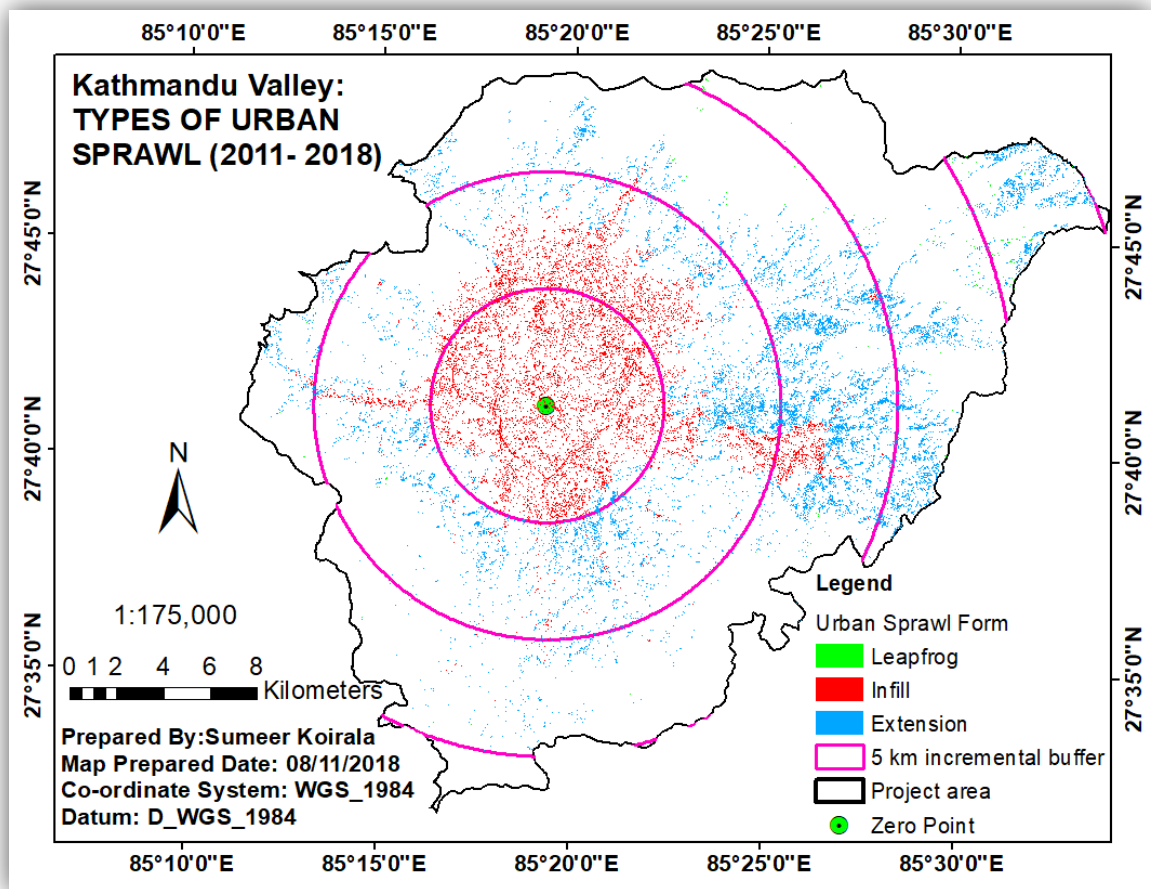 85°10'0"E 85°15'0"E 85°20'0"E 85°25'0"E 85°30'0"E
Kathmandu Valley:
TYPES OF URBAN
SPRAWL (2011- 2018)
27°45'0"N
27°45'0"N
27°40'0"N
27°40'0"N
N
1:175,000
27°35'0"N
27°35'0"N
0 1 2 4 6 8
Kilometers
Prepared By:Sumeer Koirala
Map Prepared Date: 08/11/2018
Co-ordinate System: WGS_1984
Datum: D_WGS_1984
Legend
Urban Sprawl Form
Leapfrog
Infill
Extension
5 km incremental buffer
Project area
Zero Point
85°10'0"E 85°15'0"E 85°20'0"E 85°25'0"E 85°30'0"E